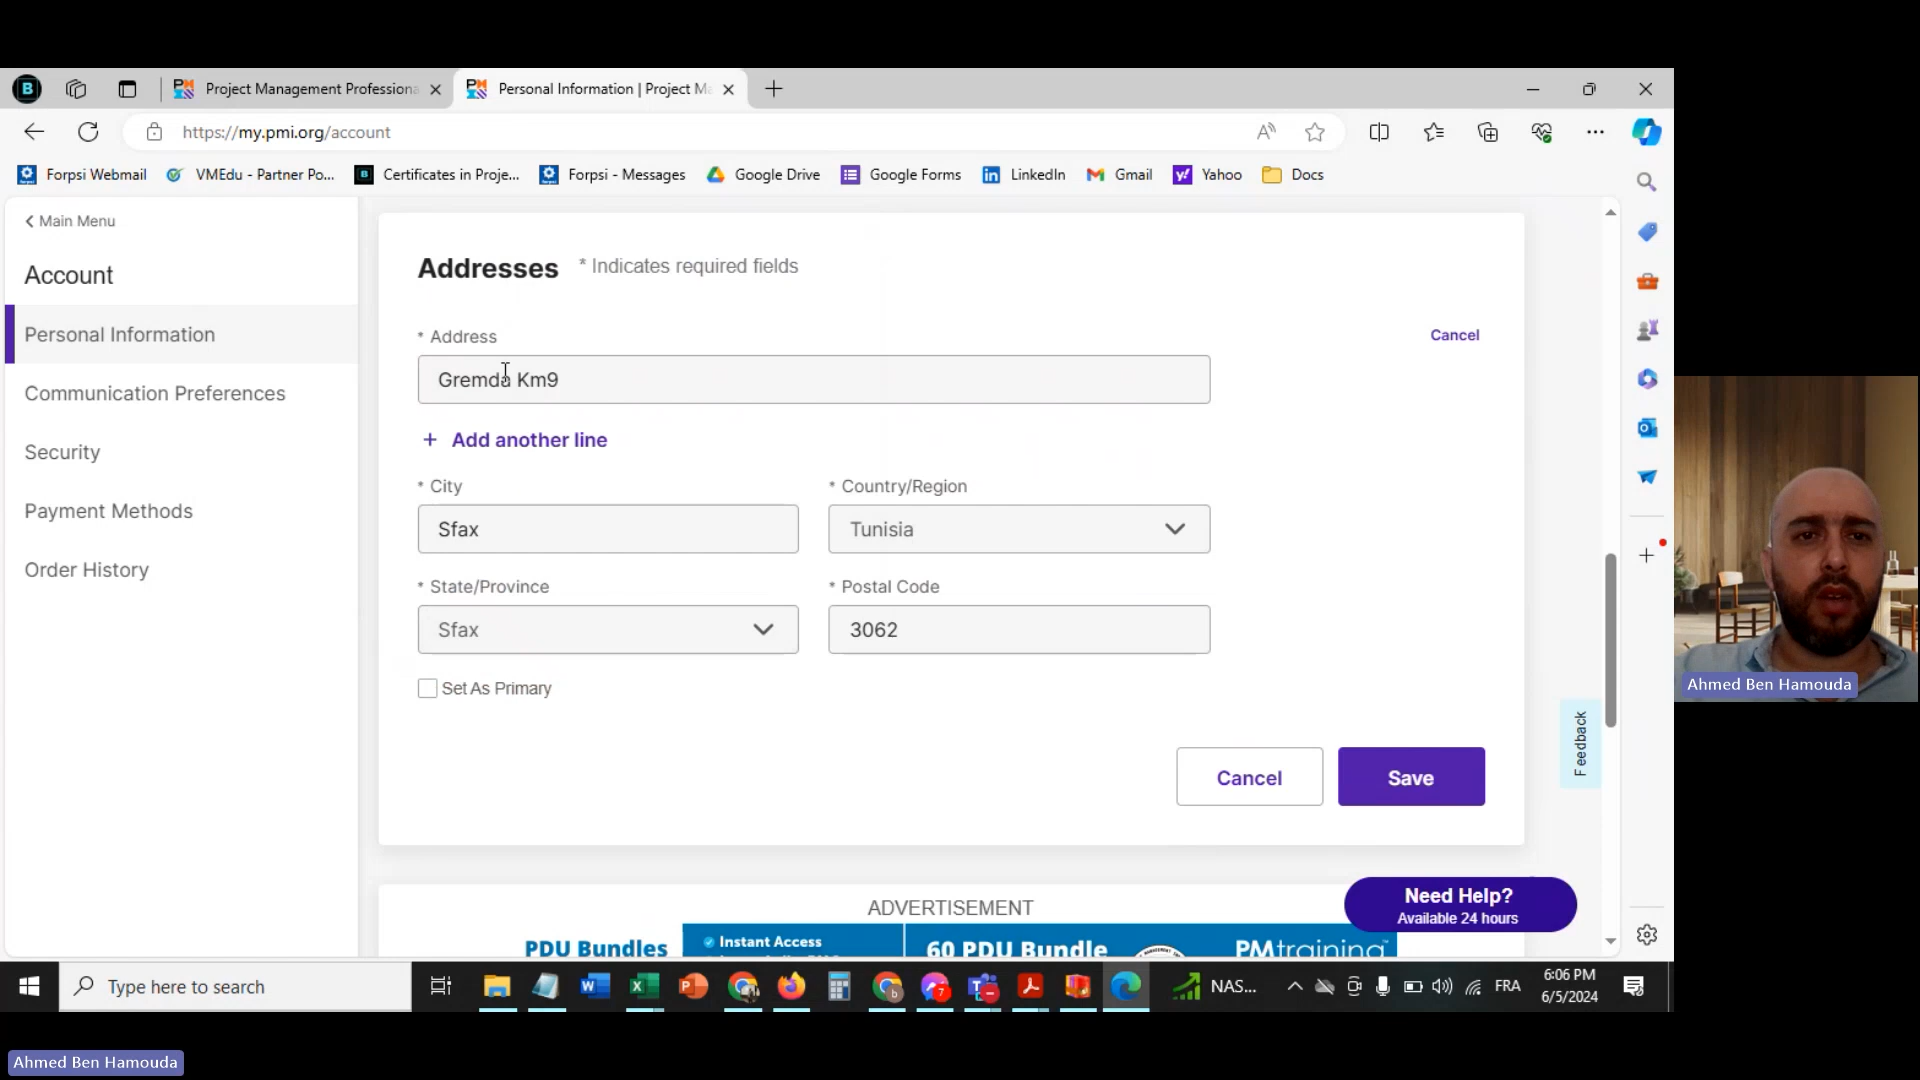 Project Management Professiona
Personal Information | Project Ma
https://my.pmi.org/account
Forpsi Webmail
VMEdu - Partner Po...
Certificates in Proje...
Forpsi - Messages
Google Drive
Google Forms
LinkedIn
Gmail
Yahoo
Docs
Main Menu
Account
Personal Information
Communication Preferences
Security
Payment Methods
Order History
Addresses * Indicates required fields
* Address
Cancel
Gremda Km9
+ Add another line
* City
* Country/Region
Sfax
Tunisia
* State/Province
* Postal Code
Sfax
3062
Set As Primary
Cancel
Save
Feedback
Need Help?
Available 24 hours
ADVERTISEMENT
PDU Bundles
Instant Access
60 PDU Bundle
PMtraining
Ahmed Ben Hamouda
Type here to search
NAS...
FRA
6:06 PM
6/5/2024
Ahmed Ben Hamouda